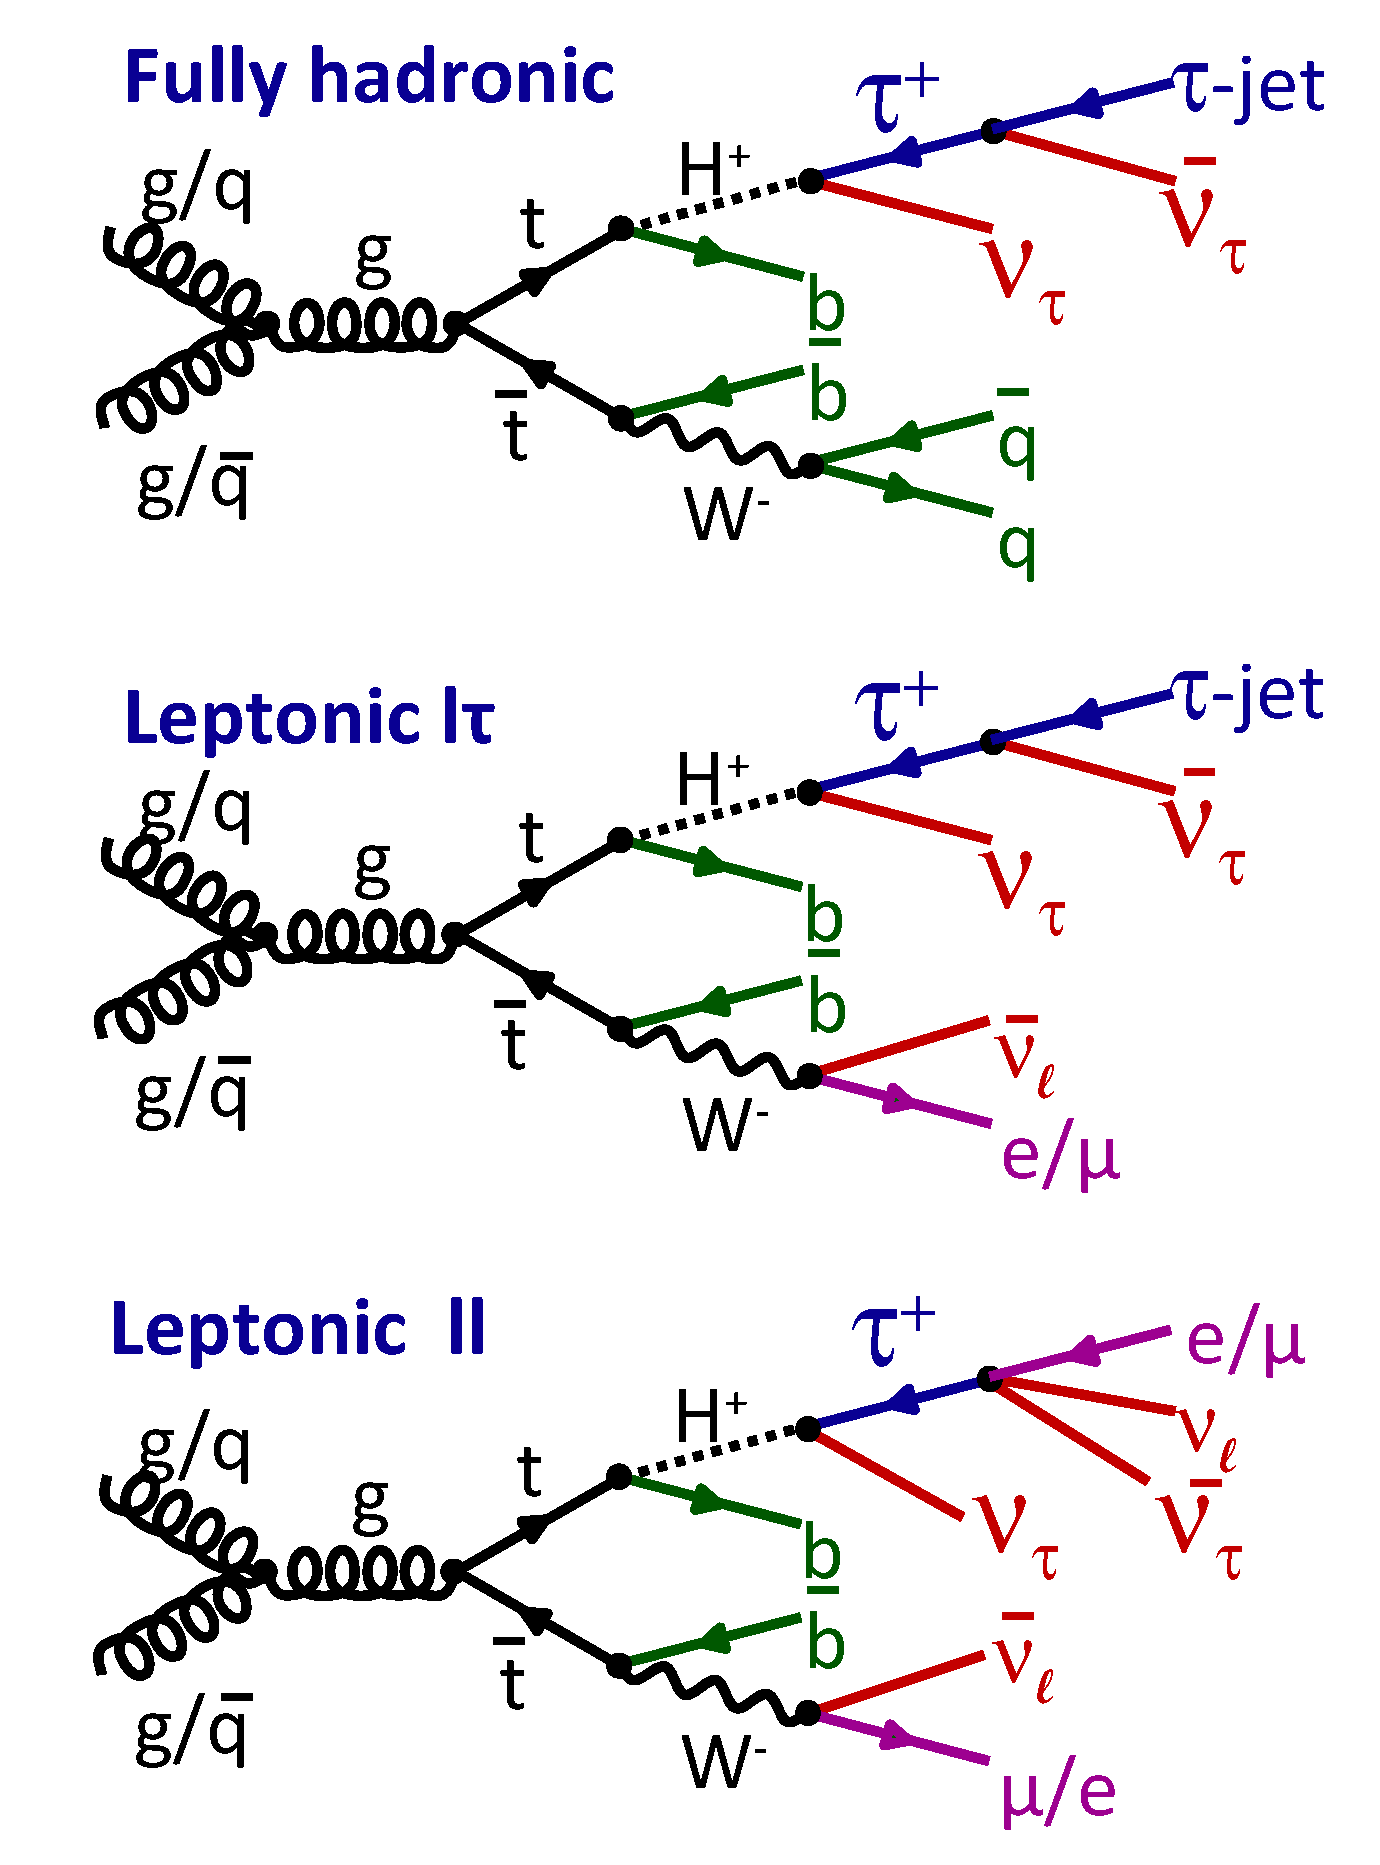 Fully hadronic
τ⁺
τ-jet
g/q
H⁺
ν̄τ
t
g
ντ
b
b̄
t̄
q̄
g/q̄
W⁻
q
Leptonic lτ
τ⁺
τ-jet
g/q
H⁺
ν̄τ
t
g
ντ
b
b̄
t̄
ν̄ℓ
g/q̄
W⁻
e/μ
Leptonic ll
τ⁺
e/μ
g/q
H⁺
νℓ
t
g
ντ
ν̄τ
b
b̄
t̄
ν̄ℓ
g/q̄
W⁻
μ/e